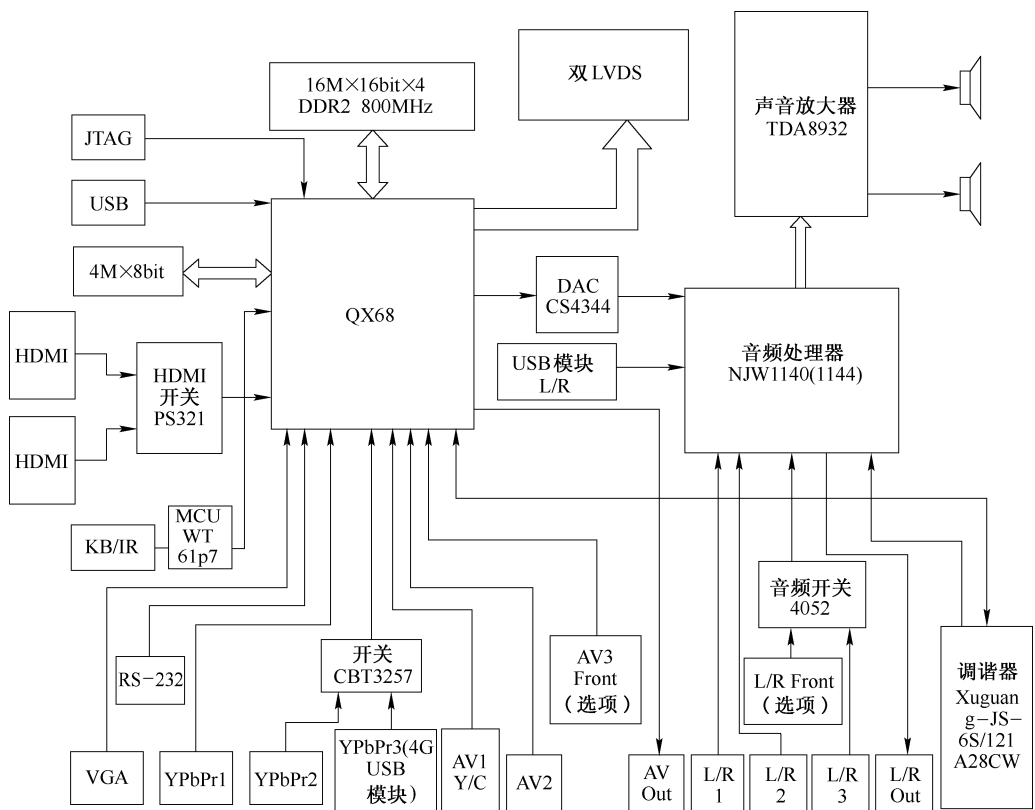 16M×16bit×4
DDR2 800MHz
双LVDS
声音放大器
TDA8932
JTAG
USB
4M×8bit
QX68
DAC
CS4344
USB模块
L/R
音频处理器
NJW1140(1144)
HDMI
HDMI
开关
PS321
HDMI
KB/IR
MCU
WT
61p7
音频开关
4052
开关
CBT3257
AV3
Front
(选项)
L/R Front
(选项)
调谐器
Xuguan
g-JS-
6S/121
A28CW
RS-232
VGA
YPbPr1
YPbPr2
YPbPr3(4G
USB
模块)
AV1
Y/C
AV2
AV
Out
L/R
1
L/R
2
L/R
3
L/R
Out